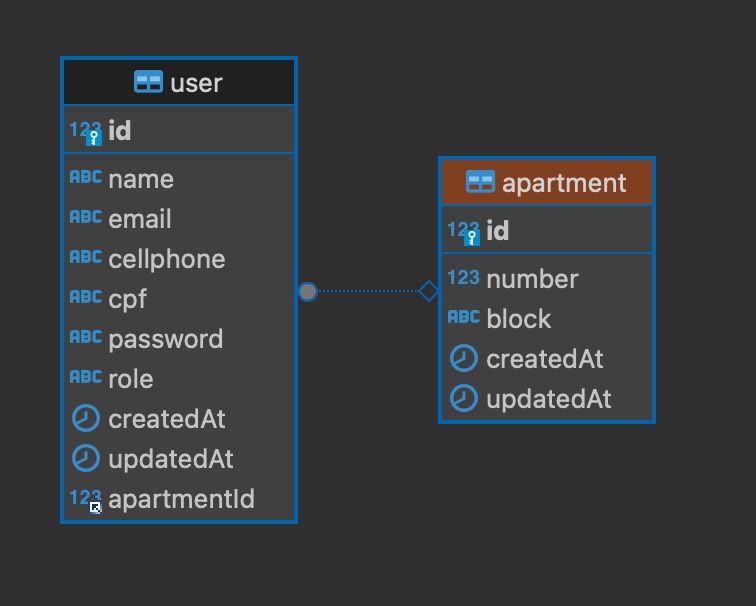 user
123 id
ABC name
ABC email
ABC cellphone
ABC cpf
ABC password
ABC role
createdAt
updatedAt
123 apartmentId
apartment
123 id
123 number
ABC block
createdAt
updatedAt